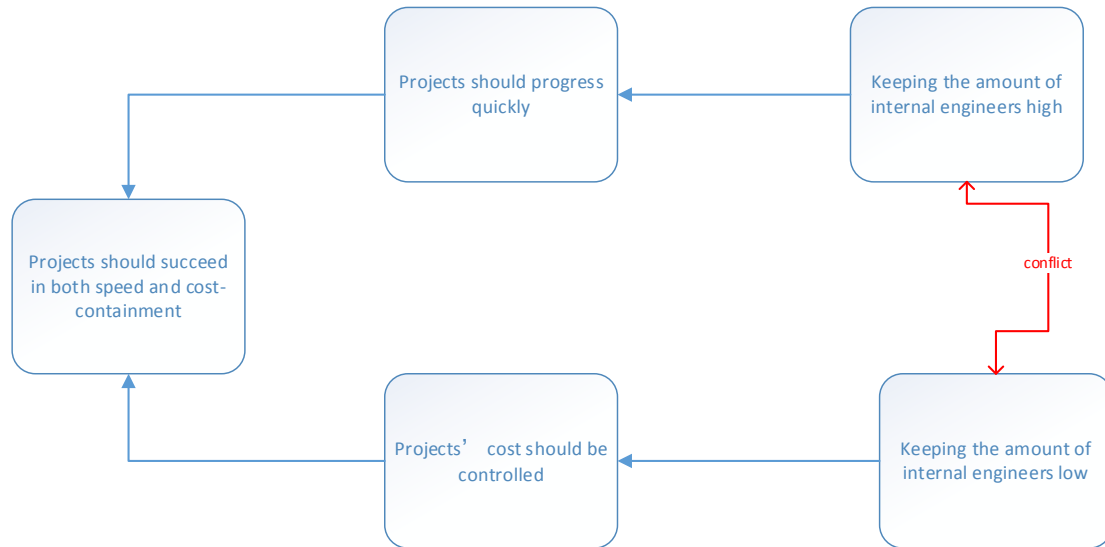 Projects should progress
quickly
Keeping the amount of
internal engineers high
Projects should succeed
in both speed and cost-
containment
conflict
Projects’ cost should be
controlled
Keeping the amount of
internal engineers low